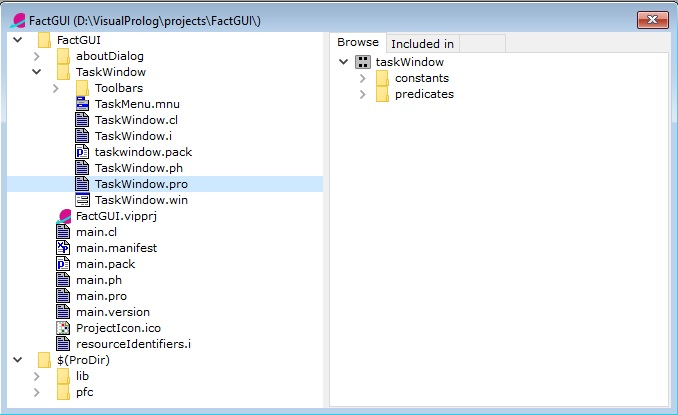 FactGUI (D:\VisualProlog\projects\FactGUI\)
FactGUI
aboutDialog
TaskWindow
Toolbars
TaskMenu.mnu
TaskWindow.cl
TaskWindow.i
taskwindow.pack
TaskWindow.ph
TaskWindow.pro
TaskWindow.win
FactGUI.vipprj
main.cl
main.manifest
main.pack
main.ph
main.pro
main.version
ProjectIcon.ico
resourceIdentifiers.i
$(ProDir)
lib
pfc
Browse Included in
taskWindow
constants
predicates